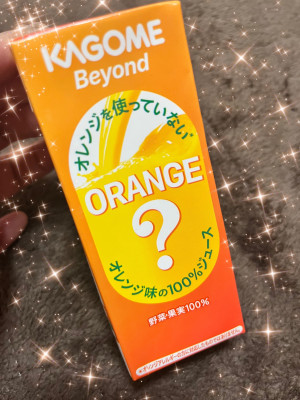 KAGOME
Beyond
オレンジを使っていない
ORANGE
?
オレンジ味の100%ジュース
野菜・果実100%